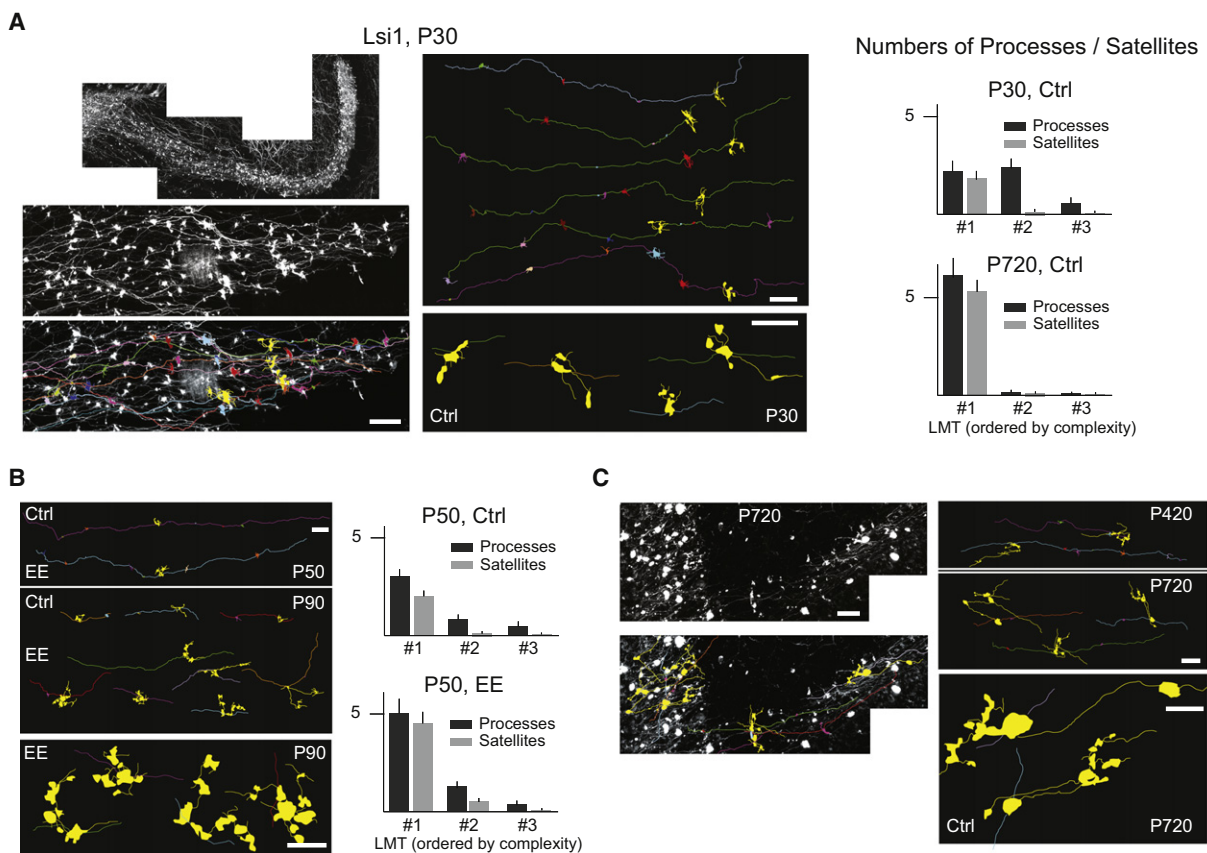 A
Lsi1, P30
Ctrl
P30
Numbers of Processes / Satellites
P30, Ctrl
5
Processes
Satellites
#1 #2 #3
P720, Ctrl
5
Processes
Satellites
#1 #2 #3
LMT (ordered by complexity)
B
Ctrl
EE
P50
Ctrl
P90
EE
EE
P90
P50, Ctrl
5
Processes
Satellites
#1 #2 #3
P50, EE
5
Processes
Satellites
#1 #2 #3
LMT (ordered by complexity)
C
P720
P420
P720
Ctrl
P720